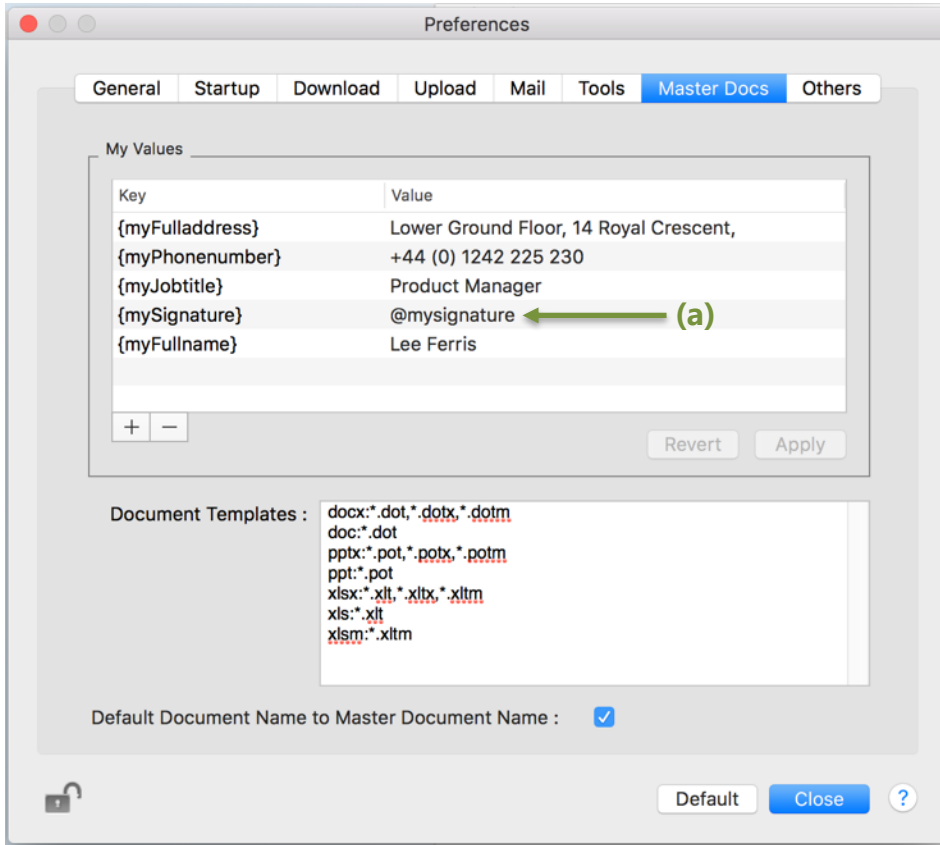 Preferences
General Startup Download Upload Mail Tools Master Docs Others
My Values
Key Value
{myFulladdress} Lower Ground Floor, 14 Royal Crescent,
{myPhonenumber} +44 (0) 1242 225 230
{myJobtitle} Product Manager
{mySignature} @mysignature (a)
{myFullname} Lee Ferris
+ −
Revert Apply
Document Templates : docx:*.dot,*.dotx,*.dotm
doc:*.dot
pptx:*.pot,*.potx,*.potm
ppt:*.pot
xlsx:*.xlt,*.xltx,*.xltm
xls:*.xlt
xlsm:*.xltm
Default Document Name to Master Document Name :
Default Close ?